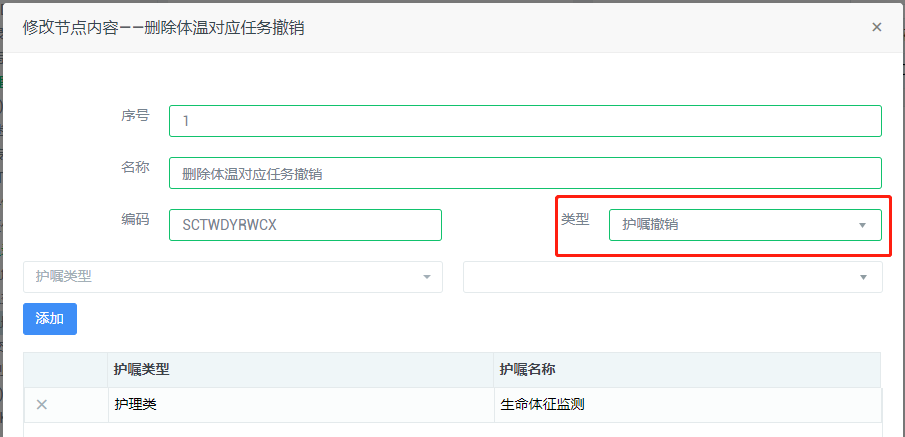 修改节点内容——删除体温对应任务撤销
序号 1
名称 删除体温对应任务撤销
编码 SCTWDYRWCX 类型 护嘱撤销
护嘱类型
添加
护嘱类型 护嘱名称
护理类 生命体征监测